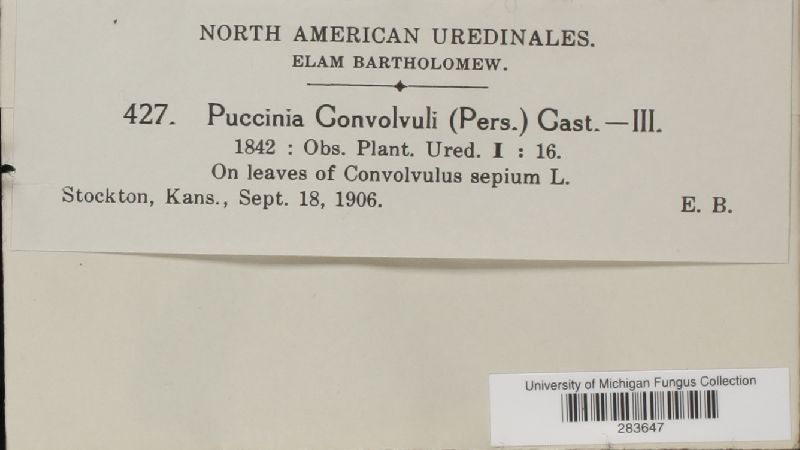 NORTH AMERICAN UREDINALES.
ELAM BARTHOLOMEW.
427. Puccinia Convolvuli (Pers.) Cast.—III.
1842 : Obs. Plant. Ured. I : 16.
On leaves of Convolvulus sepium L.
Stockton, Kans., Sept. 18, 1906. E. B.
University of Michigan Fungus Collection
283647